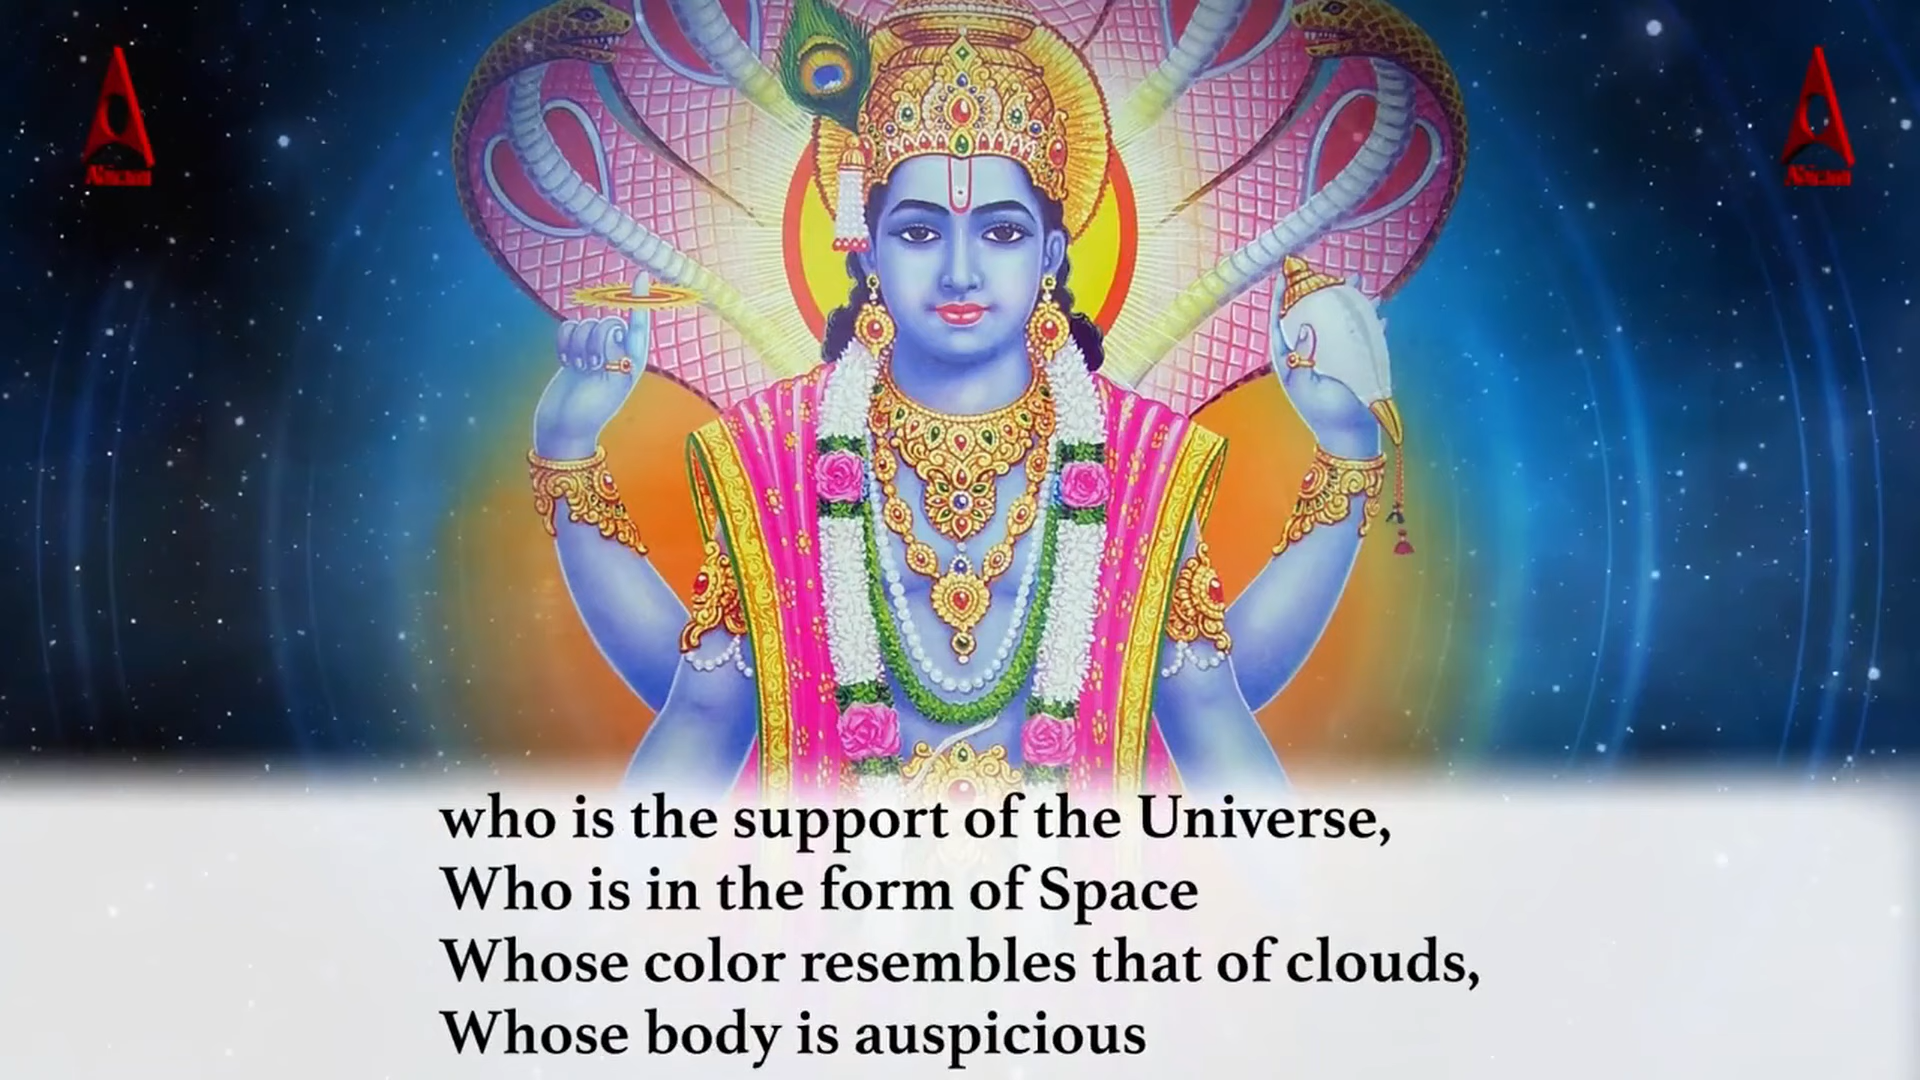 who is the support of the Universe,
Who is in the form of Space
Whose color resembles that of clouds,
Whose body is auspicious